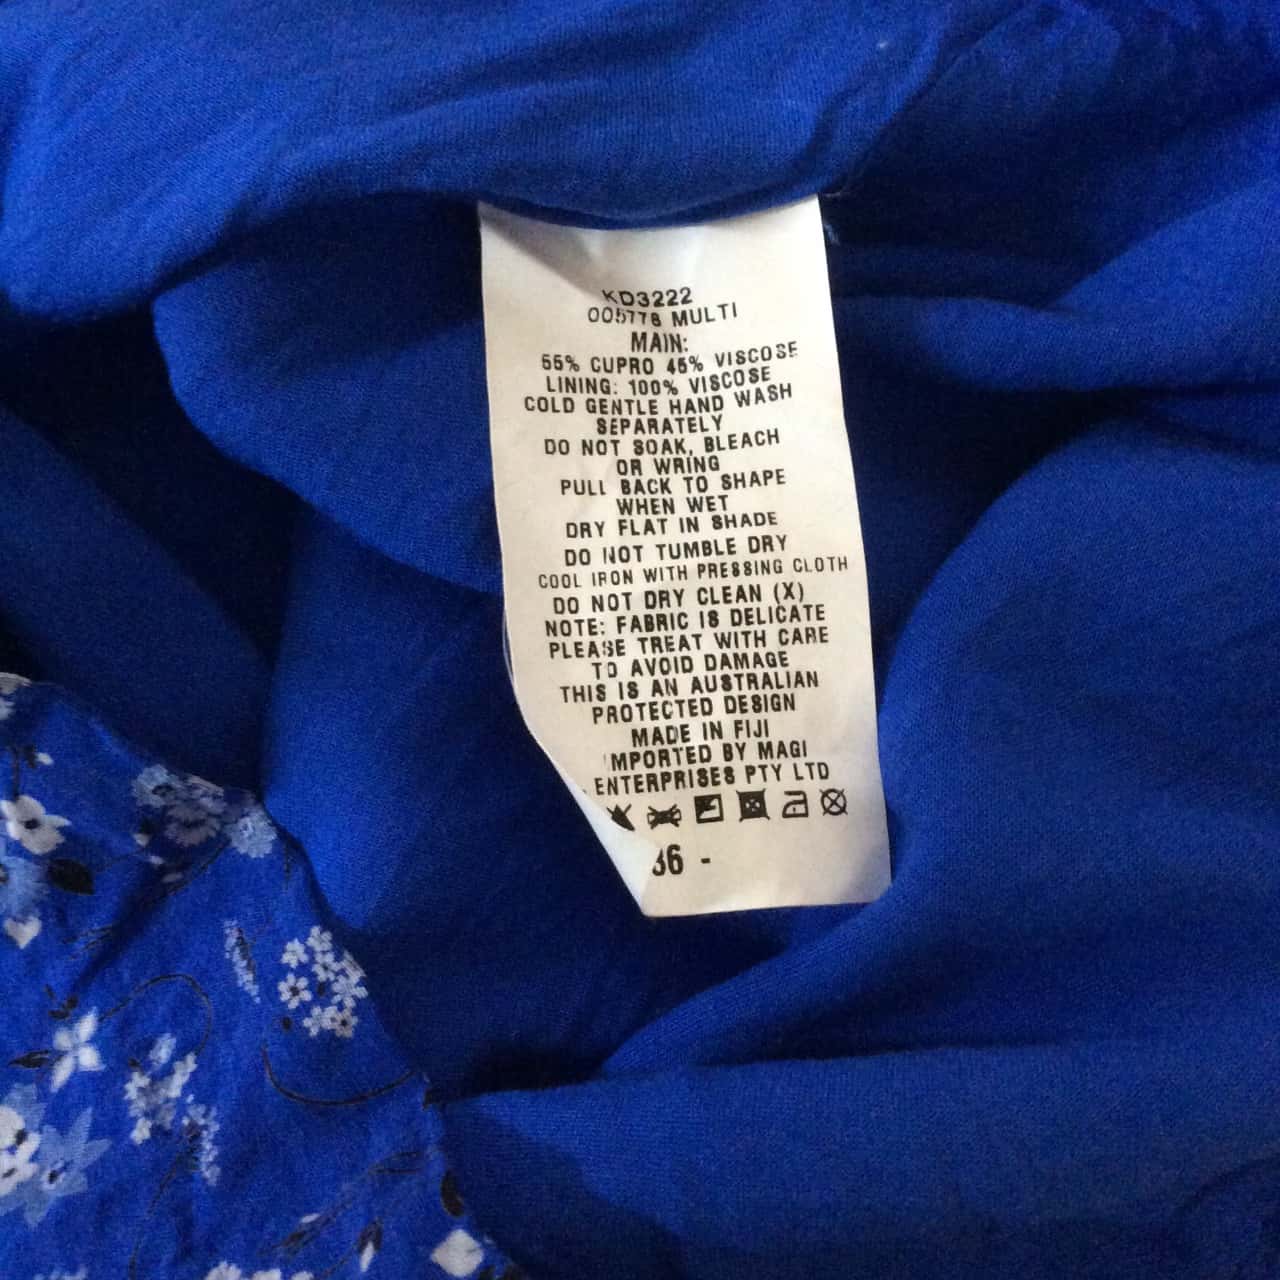 KD3222
005778 MULTI
MAIN:
55% CUPRO 45% VISCOSE
LINING: 100% VISCOSE
COLD GENTLE HAND WASH
SEPARATELY
DO NOT SOAK, BLEACH
OR WRING
PULL BACK TO SHAPE
WHEN WET
DRY FLAT IN SHADE
DO NOT TUMBLE DRY
COOL IRON WITH PRESSING CLOTH
DO NOT DRY CLEAN (X)
NOTE: FABRIC IS DELICATE
PLEASE TREAT WITH CARE
TO AVOID DAMAGE
THIS IS AN AUSTRALIAN
PROTECTED DESIGN
MADE IN FIJI
IMPORTED BY MAGI
ENTERPRISES PTY LTD